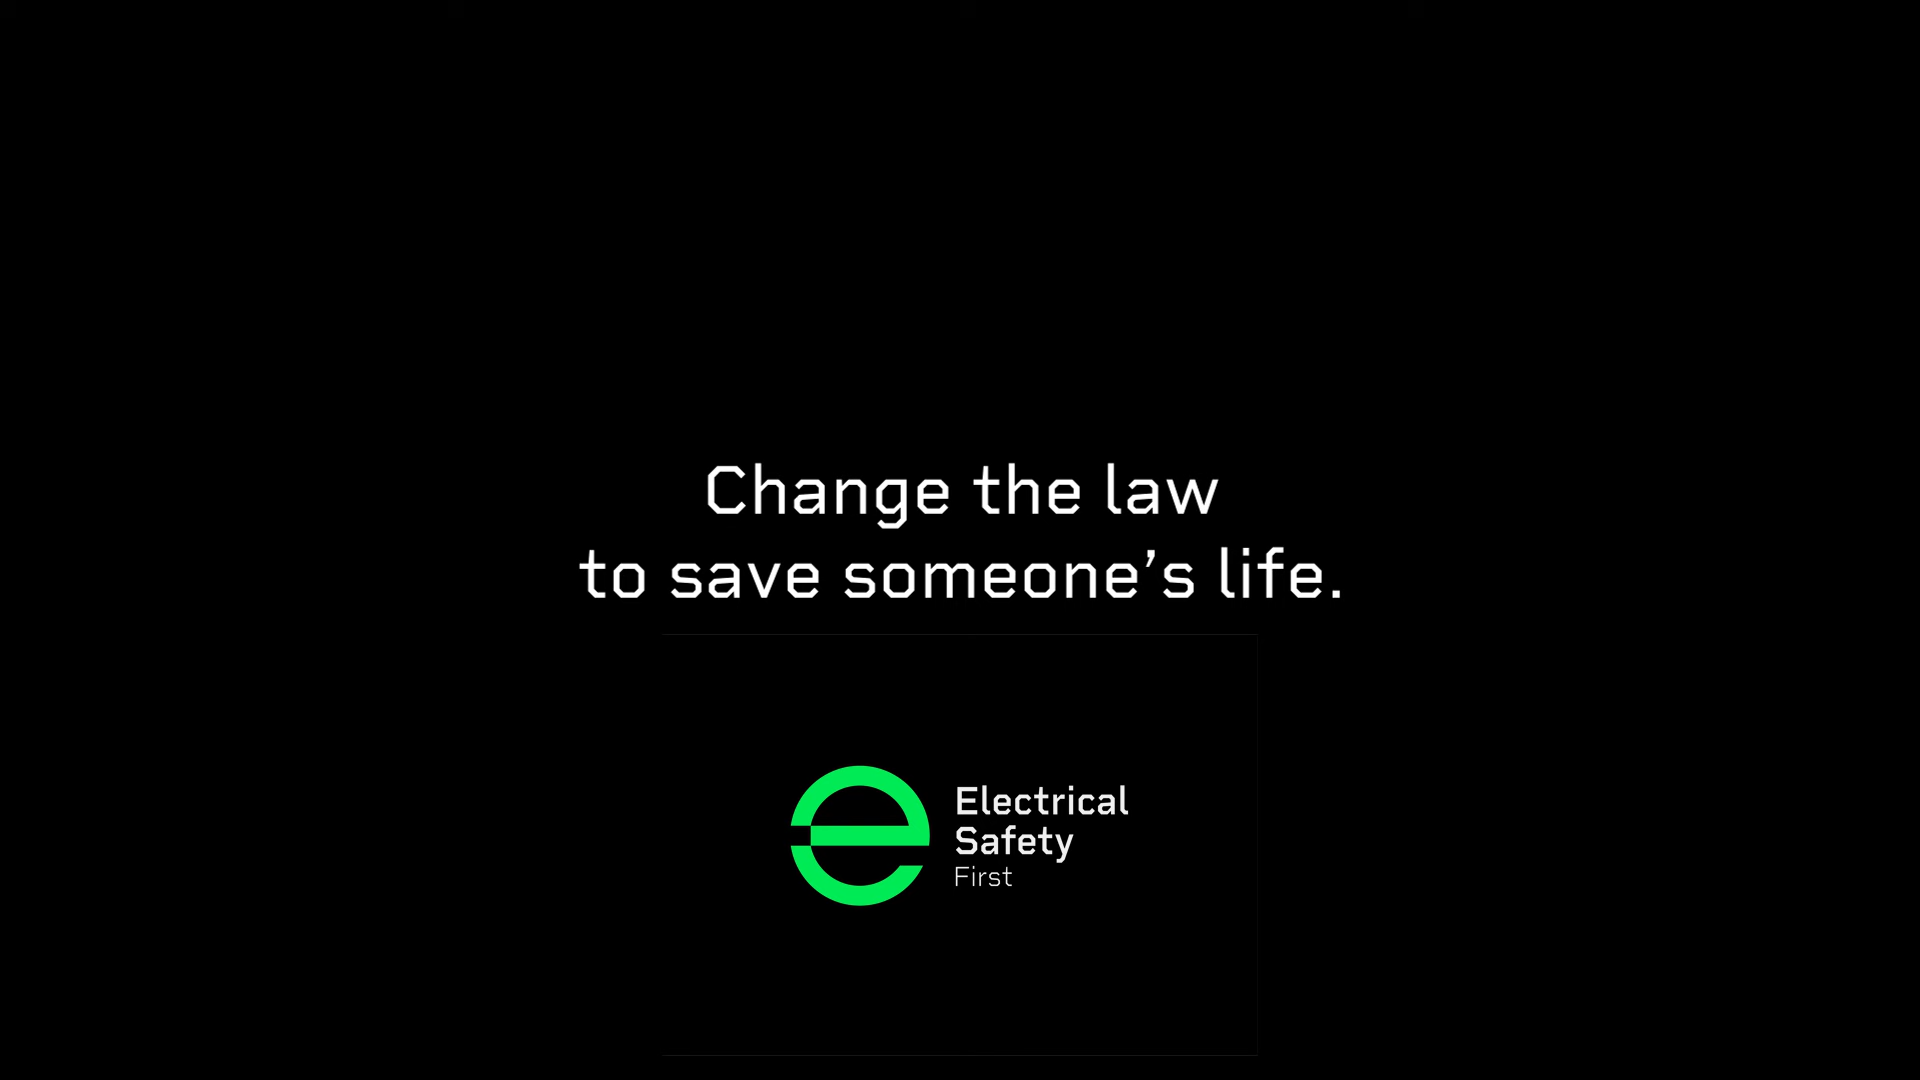 Change the law
to save someone’s life.
Electrical
Safety
First